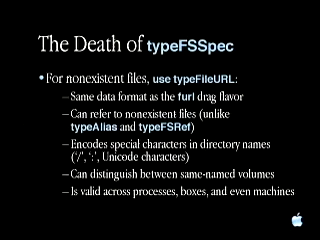 The Death of typeFSSpec
•For nonexistent files, use typeFileURL:
–Same data format as the furl drag flavor
–Can refer to nonexistent files (unlike
typeAlias and typeFSRef)
–Encodes special characters in directory names
('/', ':', Unicode characters)
–Can distinguish between same-named volumes
–Is valid across processes, boxes, and even machines